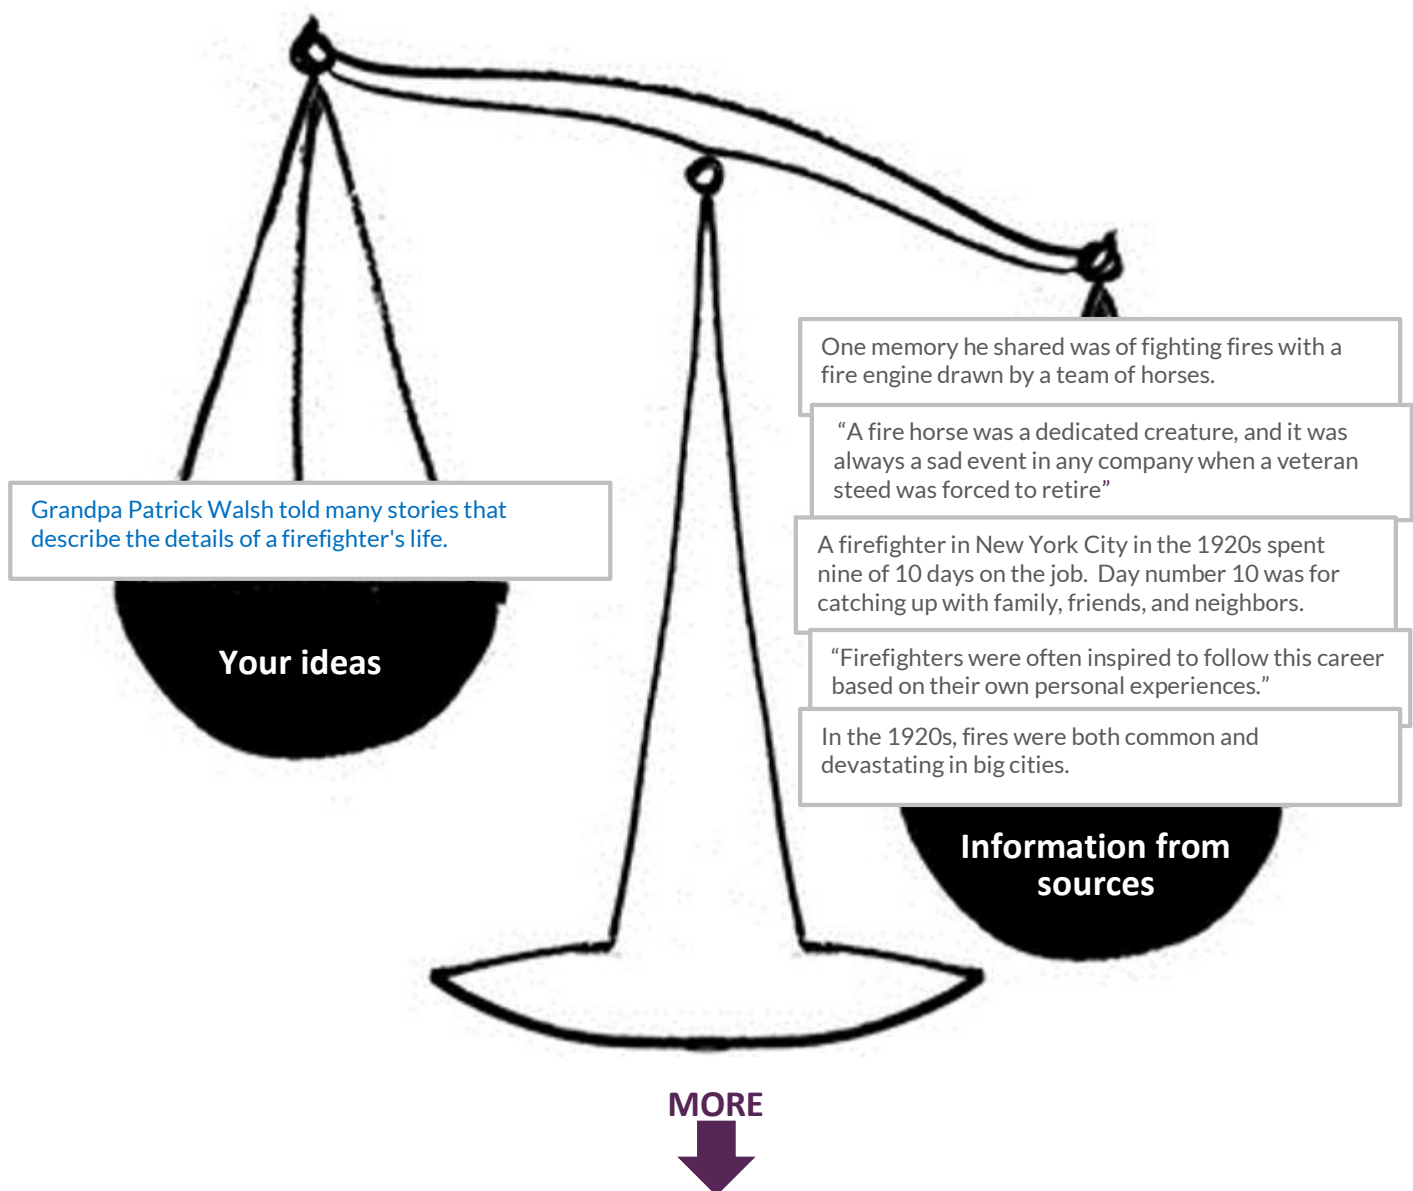 One memory he shared was of fighting fires with a
fire engine drawn by a team of horses.
“A fire horse was a dedicated creature, and it was
always a sad event in any company when a veteran
steed was forced to retire”
Grandpa Patrick Walsh told many stories that
describe the details of a firefighter's life.
A firefighter in New York City in the 1920s spent
nine of 10 days on the job.  Day number 10 was for
catching up with family, friends, and neighbors.
“Firefighters were often inspired to follow this career
based on their own personal experiences.”
Your ideas
In the 1920s, fires were both common and
devastating in big cities.
Information from
sources
MORE